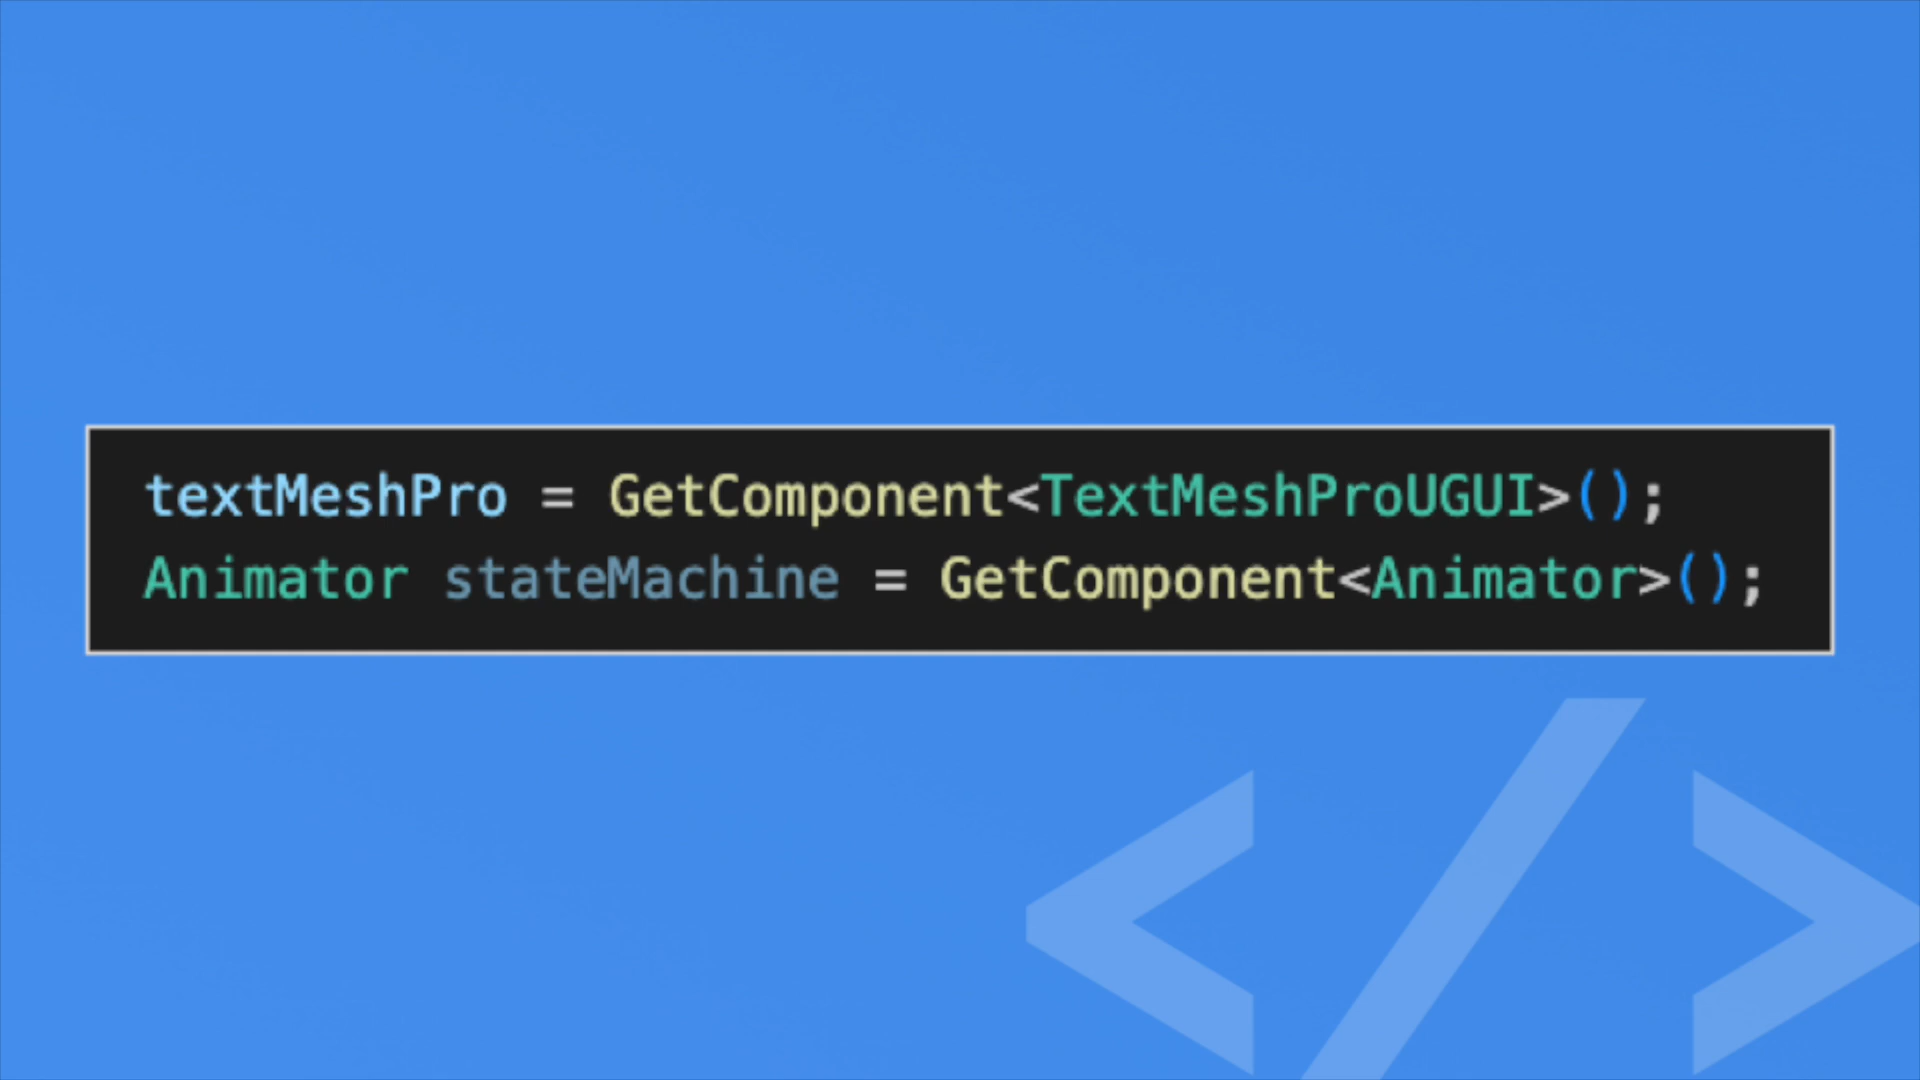 textMeshPro = GetComponent<TextMeshProUGUI>();
Animator stateMachine = GetComponent<Animator>();